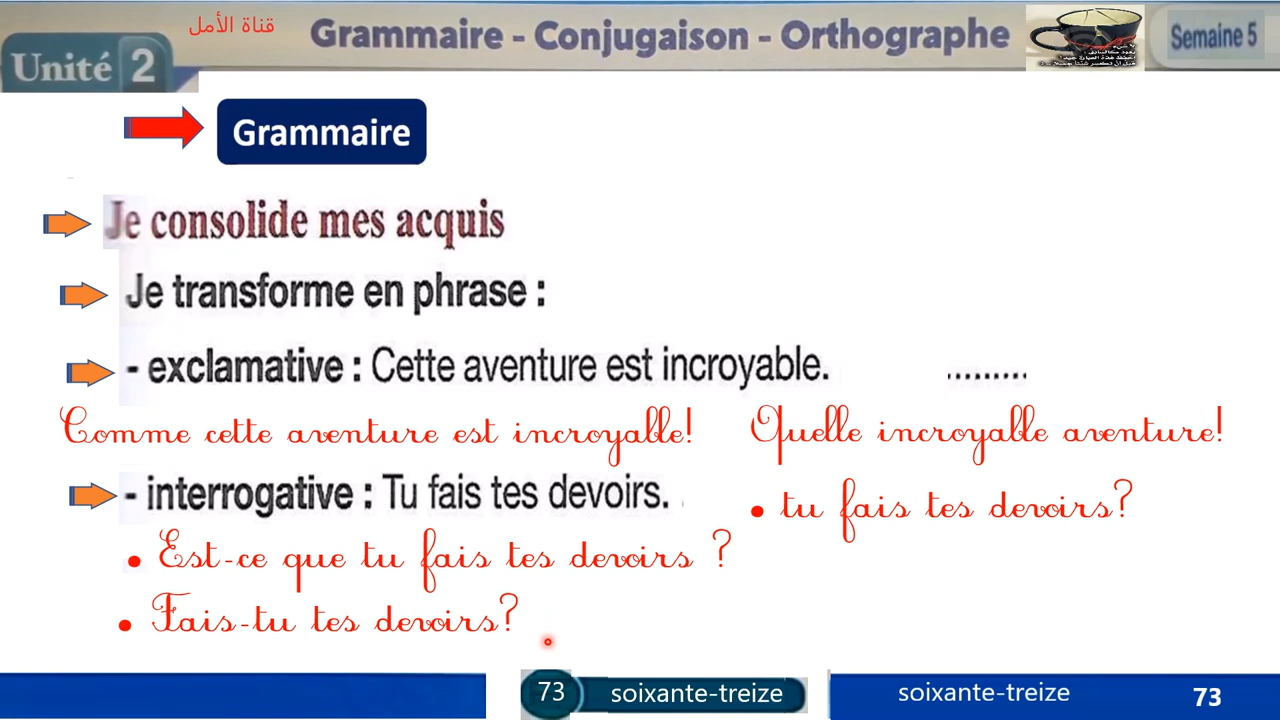 قناة الأمل
Grammaire - Conjugaison - Orthographe
Semaine 5
Unité 2
Grammaire
Je consolide mes acquis
Je transforme en phrase :
- exclamative : Cette aventure est incroyable. .........
Comme cette aventure est incroyable! Quelle incroyable aventure!
- interrogative : Tu fais tes devoirs.
• tu fais tes devoirs?
• Est-ce que tu fais tes devoirs ?
• Fais-tu tes devoirs?
73 soixante-treize
soixante-treize 73